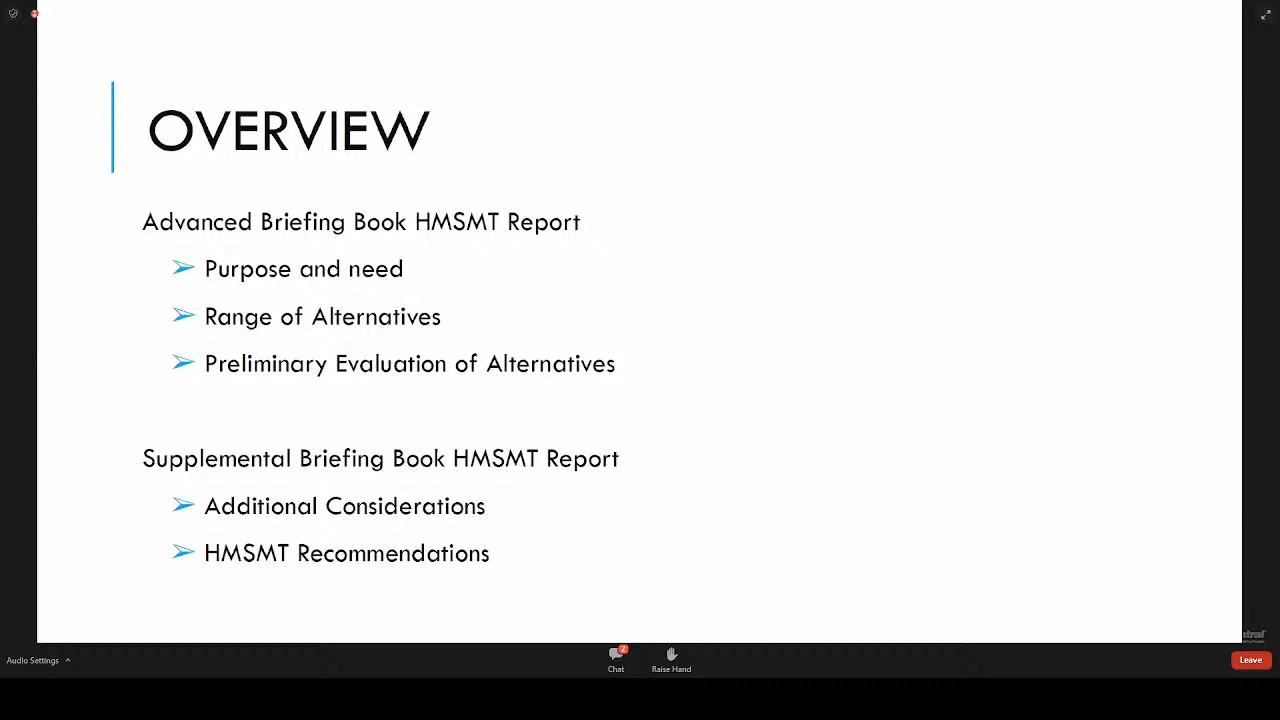 OVERVIEW
Advanced Briefing Book HMSMT Report
Purpose and need
Range of Alternatives
Preliminary Evaluation of Alternatives
Supplemental Briefing Book HMSMT Report
Additional Considerations
HMSMT Recommendations
Audio Settings
2
Chat
Raise Hand
Leave